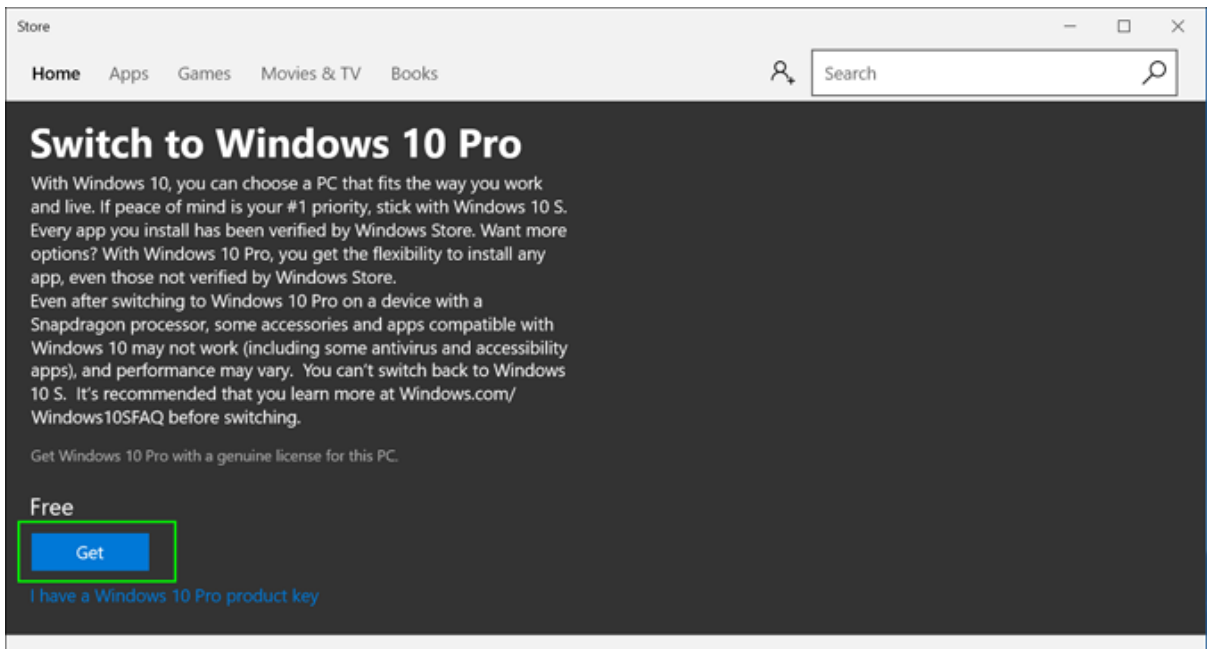 Store
Home Apps Games Movies & TV Books Search
Switch to Windows 10 Pro
With Windows 10, you can choose a PC that fits the way you work
and live. If peace of mind is your #1 priority, stick with Windows 10 S.
Every app you install has been verified by Windows Store. Want more
options? With Windows 10 Pro, you get the flexibility to install any
app, even those not verified by Windows Store.
Even after switching to Windows 10 Pro on a device with a
Snapdragon processor, some accessories and apps compatible with
Windows 10 may not work (including some antivirus and accessibility
apps), and performance may vary.  You can't switch back to Windows
10 S.  It's recommended that you learn more at Windows.com/
Windows10SFAQ before switching.
Get Windows 10 Pro with a genuine license for this PC.
Free
Get
I have a Windows 10 Pro product key